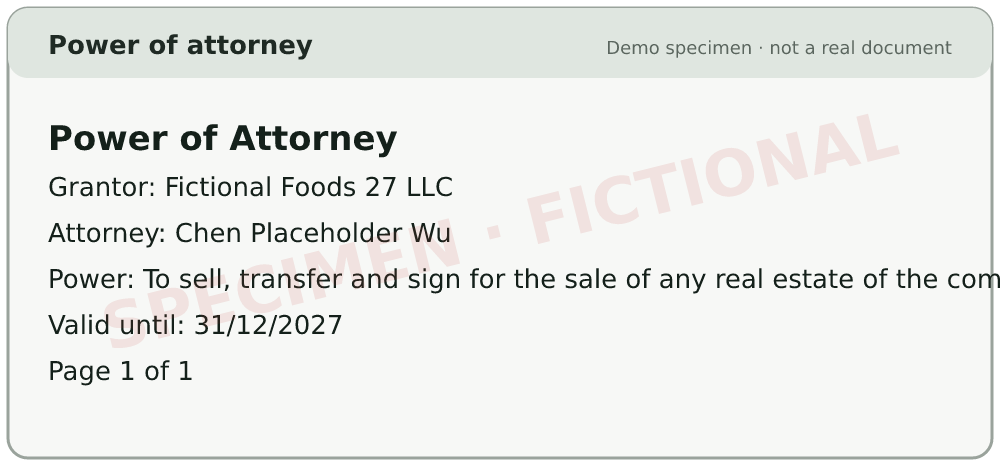 Power of attorney
Demo specimen · not a real document
Power of Attorney
Grantor: Fictional Foods 27 LLC
Attorney: Chen Placeholder Wu
Power: To sell, transfer and sign for the sale of any real estate of the
Valid until: 31/12/2027
Page 1 of 1
SPECIMEN · FICTIONAL